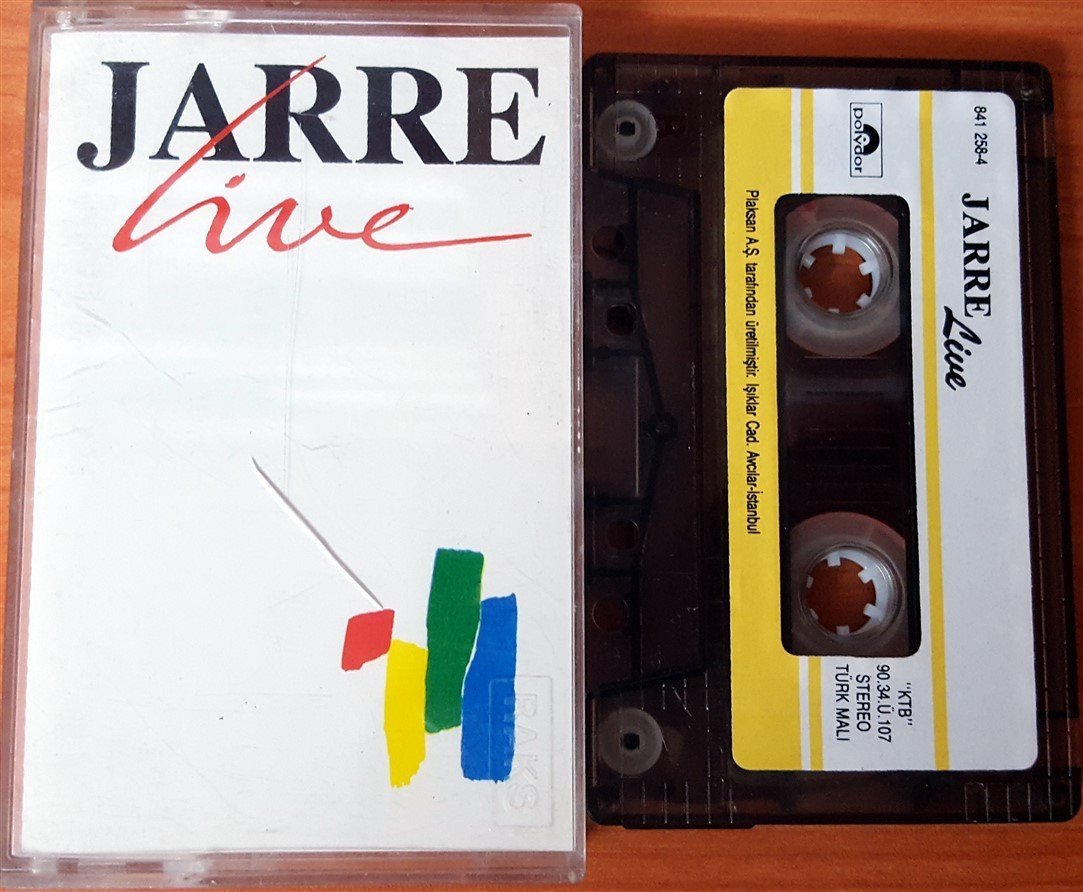 JARRE
Live
RAKS
polydor
841 258-4
JARRE
Live
Plaksan A.Ş. tarafından üretilmiştir. Işıklar Cad. Avcılar-İstanbul
"KTB"
90.34.Ü.107
STEREO
TÜRK MALI